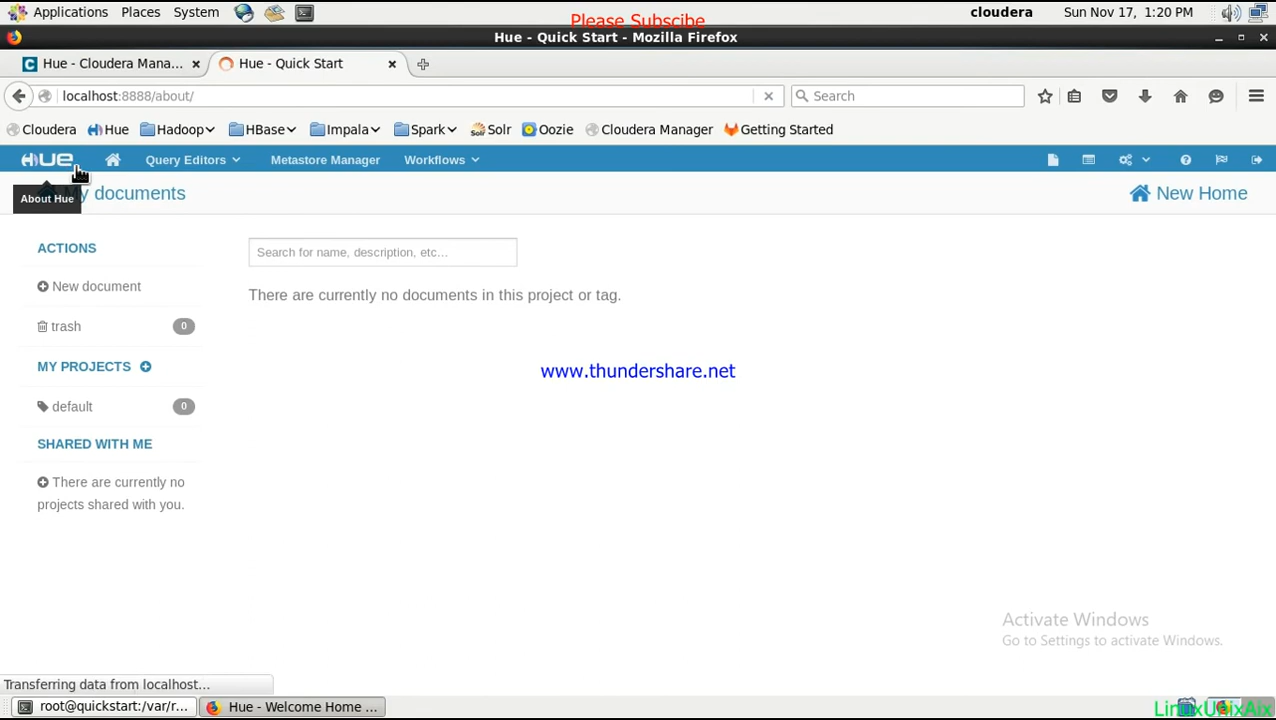 Applications Places System cloudera Sun Nov 17, 1:20 PM
Please Subscibe
Hue - Quick Start - Mozilla Firefox
Hue - Cloudera Mana... Hue - Quick Start
localhost:8888/about/ Search
Cloudera Hue Hadoop HBase Impala Spark Solr Oozie Cloudera Manager Getting Started
HUE Query Editors Metastore Manager Workflows
About Hue
My documents New Home
ACTIONS
Search for name, description, etc...
New document
There are currently no documents in this project or tag.
trash 0
MY PROJECTS
www.thundershare.net
default 0
SHARED WITH ME
There are currently no
projects shared with you.
Activate Windows
Go to Settings to activate Windows.
Transferring data from localhost...
root@quickstart:/var/r... Hue - Welcome Home ...
LinuxUnixAix